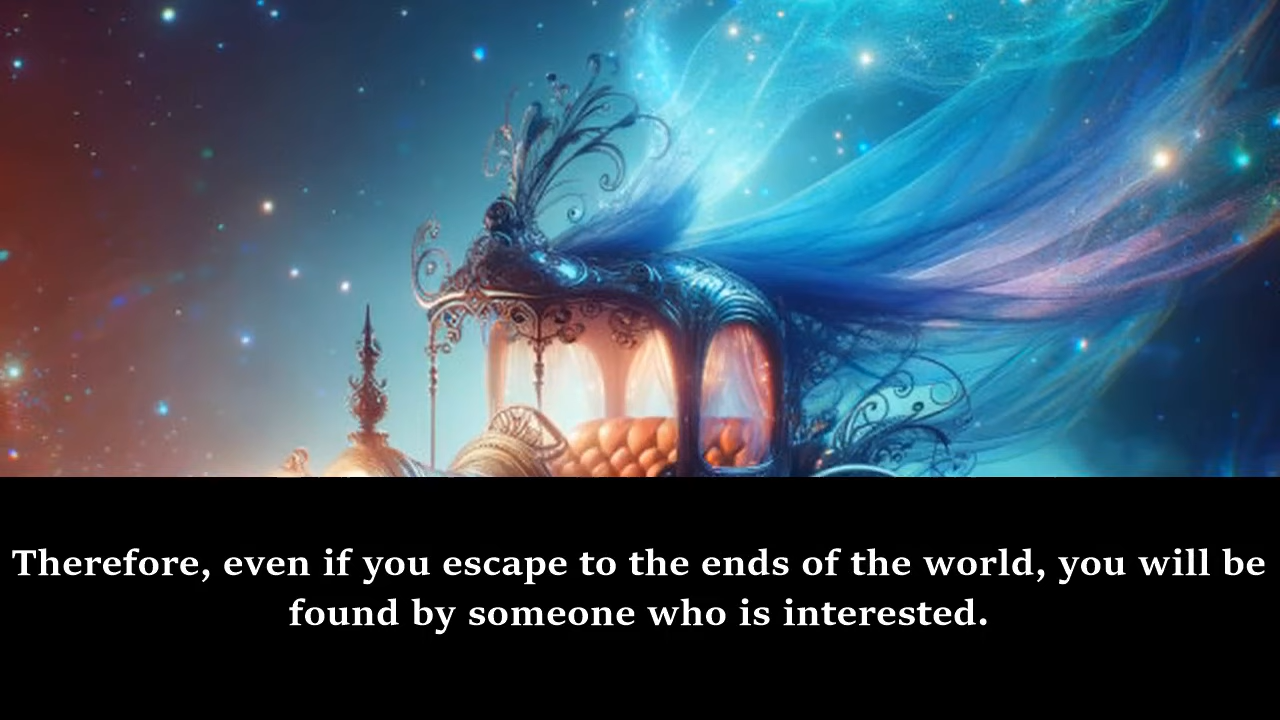 Therefore, even if you escape to the ends of the world, you will be
found by someone who is interested.